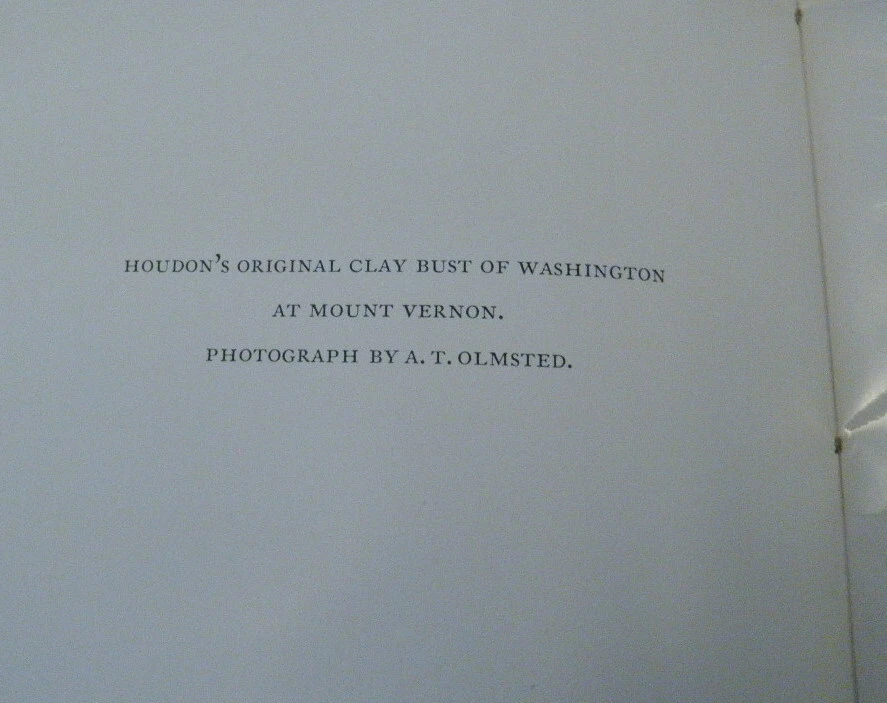 HOUDON'S ORIGINAL CLAY BUST OF WASHINGTON
AT MOUNT VERNON.
PHOTOGRAPH BY A. T. OLMSTED.